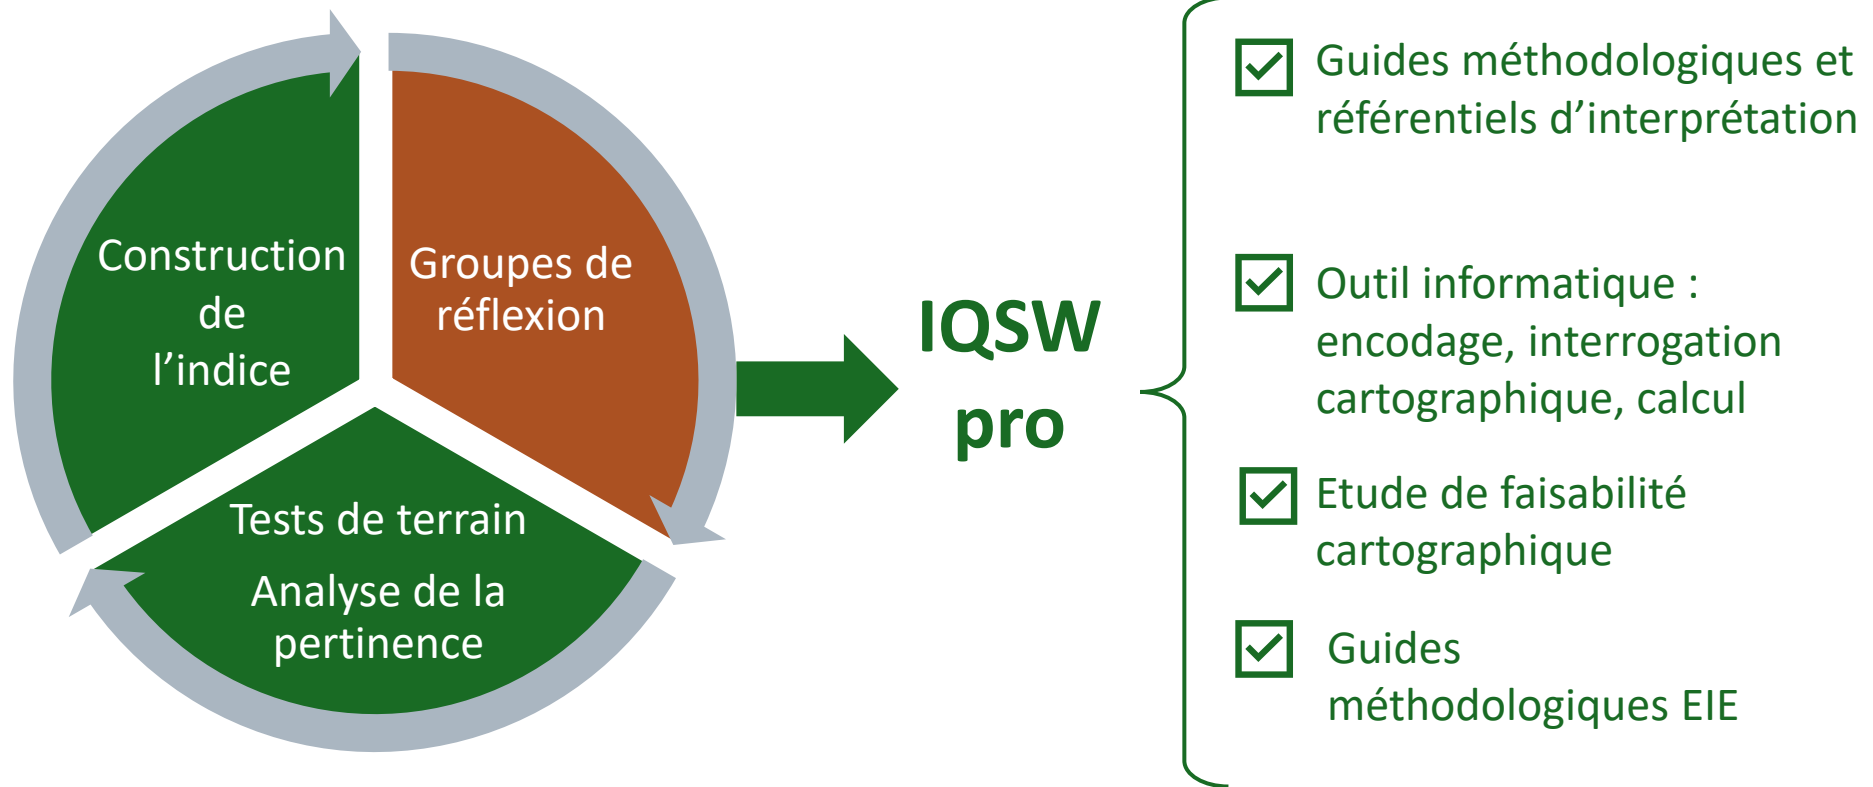 Construction
de
l’indice
Groupes de
réflexion
Tests de terrain
Analyse de la
pertinence
IQSW
pro
Guides méthodologiques et
référentiels d’interprétation
Outil informatique :
encodage, interrogation
cartographique, calcul
Etude de faisabilité
cartographique
Guides
méthodologiques EIE